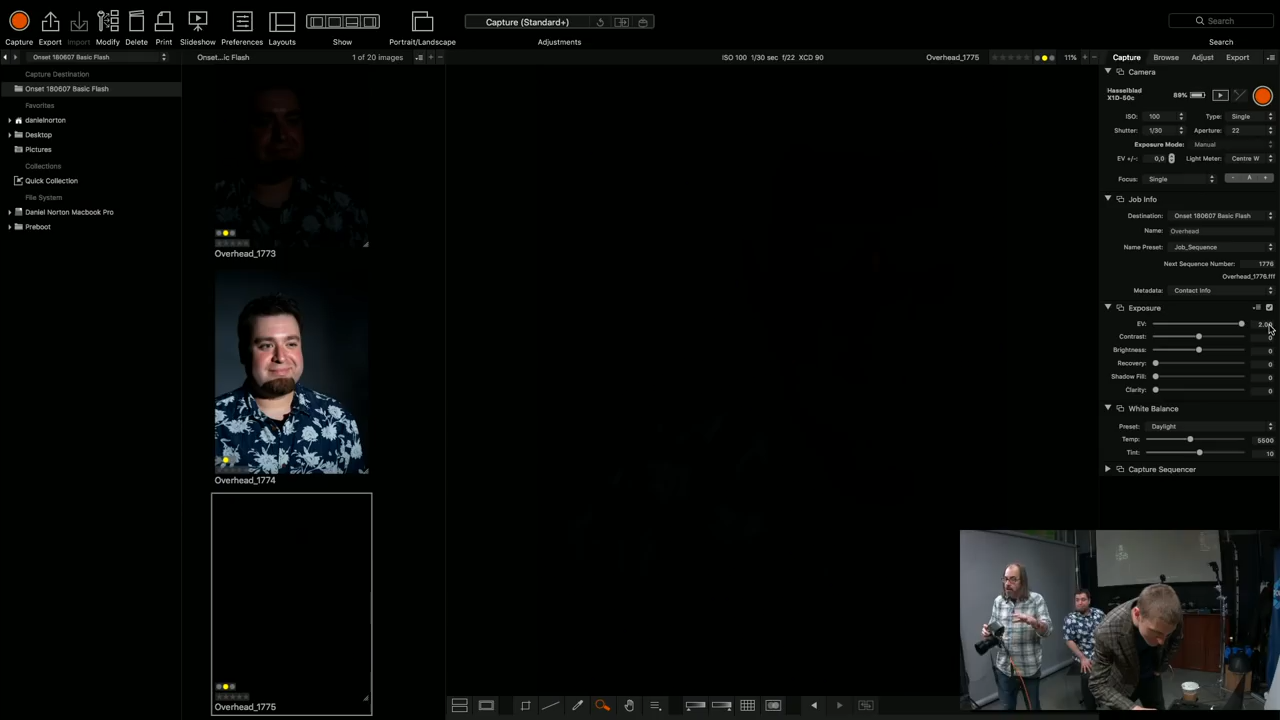 Capture (Standard+)
Search
Capture Export Import Modify Delete Print Slideshow Preferences Layouts Show Portrait/Landscape Adjustments Search
Onset 180607 Basic Flash
Onset...ic Flash
1 of 20 images
ISO 100 1/30 sec f/22 XCD 90
Overhead_1775
11%
Capture Browse Adjust Export
Capture Destination
Onset 180607 Basic Flash
Favorites
danielnorton
Desktop
Pictures
Collections
Quick Collection
File System
Daniel Norton Macbook Pro
Preboot
Overhead_1773
Overhead_1774
Overhead_1775
Camera
Hasselblad
X1D-50c
89%
ISO: 100 Type: Single
Shutter: 1/30 Aperture: 22
Exposure Mode: Manual
EV +/-: 0,0 Light Meter: Centre W
Focus: Single - A +
Job Info
Destination: Onset 180607 Basic Flash
Name: Overhead
Name Preset: Job_Sequence
Next Sequence Number: 1776
Overhead_1776.fff
Metadata: Contact Info
Exposure
EV:
Contrast: 0
Brightness: 0
Recovery: 0
Shadow Fill: 0
Clarity: 0
White Balance
Preset: Daylight
Temp: 5500
Tint: 10
Capture Sequencer